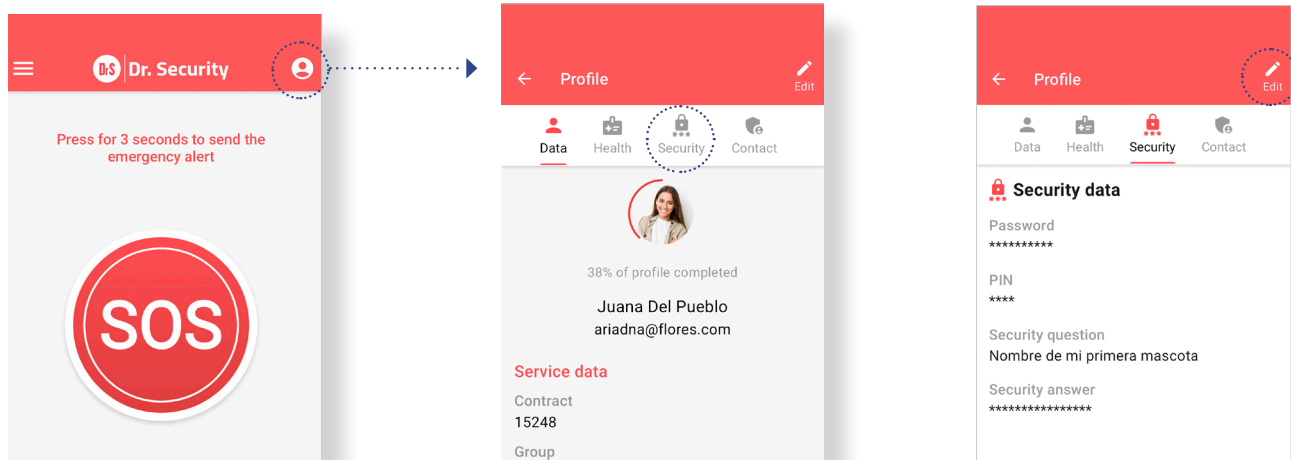 DrS Dr. Security
Press for 3 seconds to send the
emergency alert
SOS
Profile
Edit
Data Health Security Contact
38% of profile completed
Juana Del Pueblo
ariadna@flores.com
Service data
Contract
15248
Group
Profile
Edit
Data Health Security Contact
Security data
Password
**********
PIN
****
Security question
Nombre de mi primera mascota
Security answer
****************